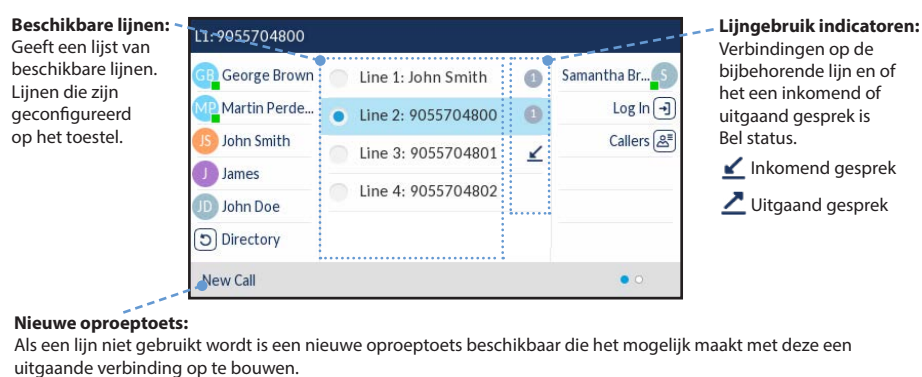 Beschikbare lijnen:
Geeft een lijst van
beschikbare lijnen.
Lijnen die zijn
geconfigureerd
op het toestel.
L1: 9055704800
GB George Brown
MP Martin Perde...
JS John Smith
J James
JD John Doe
Directory
Line 1: John Smith 1
Line 2: 9055704800 1
Line 3: 9055704801
Line 4: 9055704802
Samantha Br... S
Log In
Callers
New Call
Lijngebruik indicatoren:
Verbindingen op de
bijbehorende lijn en of
het een inkomend of
uitgaand gesprek is
Bel status.
Inkomend gesprek
Uitgaand gesprek
Nieuwe oproeptoets:
Als een lijn niet gebruikt wordt is een nieuwe oproeptoets beschikbaar die het mogelijk maakt met deze een
uitgaande verbinding op te bouwen.